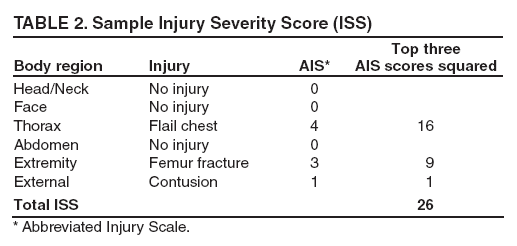 TABLE 2. Sample Injury Severity Score (ISS)
Top three
Body region Injury AIS* AIS scores squared
Head/Neck No injury 0
Face No injury 0
Thorax Flail chest 4 16
Abdomen No injury 0
Extremity Femur fracture 3 9
External Contusion 1 1
Total ISS 26
* Abbreviated Injury Scale.